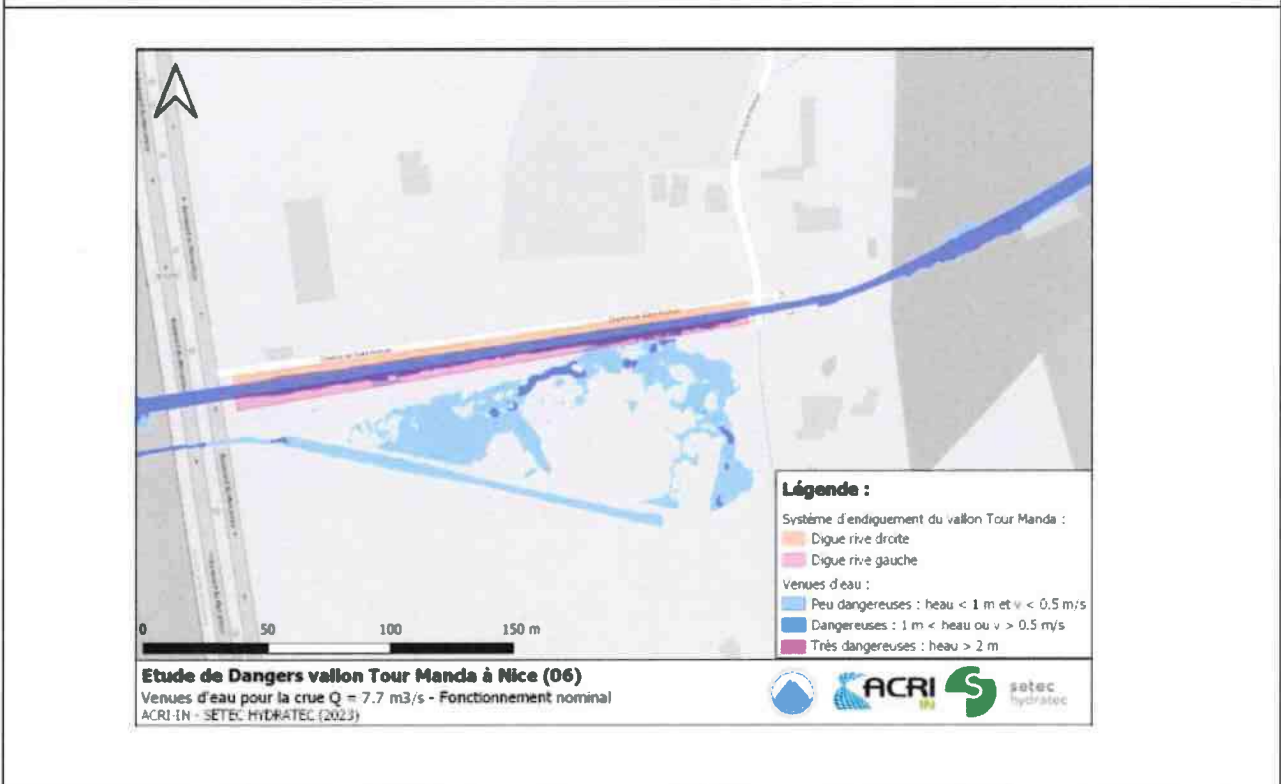 Légende :
Système d'endiguement du vallon Tour Manda :
Digue rive droite
Digue rive gauche
Venues d'eau :
Peu dangereuses : heau < 1 m et v < 0.5 m/s
Dangereuses : 1 m < heau ou v > 0.5 m/s
Très dangereuses : heau > 2 m
0 50 100 150 m
Etude de Dangers vallon Tour Manda à Nice (06)
Venues d'eau pour la crue Q = 7.7 m3/s - Fonctionnement nominal
ACRI-IN - SETEC HYDRATEC (2023)
ACRI
IN
setec
hydratec